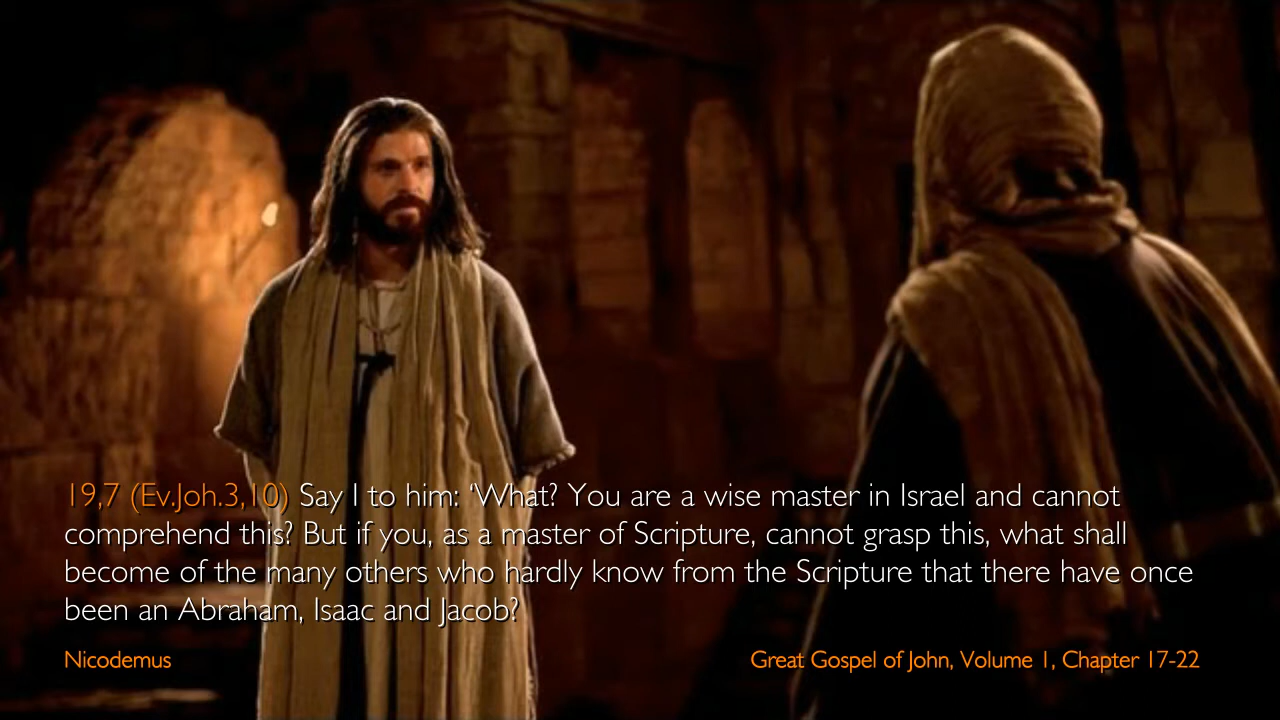 19,7 (Ev.Joh.3,10) Say I to him: ‘What? You are a wise master in Israel and cannot
comprehend this? But if you, as a master of Scripture, cannot grasp this, what shall
become of the many others who hardly know from the Scripture that there have once
been an Abraham, Isaac and Jacob?
Nicodemus
Great Gospel of John, Volume 1, Chapter 17-22